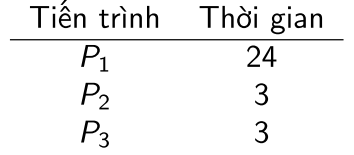 Tiến trình Thời gian
P₁ 24
P₂ 3
P₃ 3